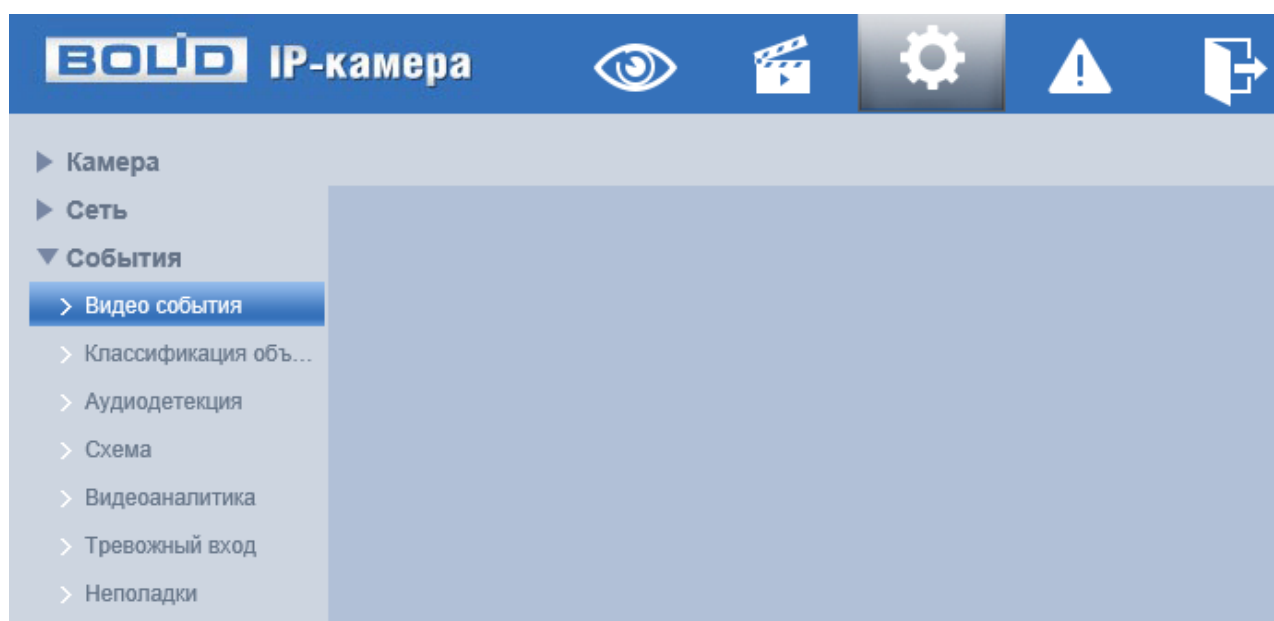 BOLID IP-камера
Камера
Сеть
События
Видео события
Классификация объ...
Аудиодетекция
Схема
Видеоаналитика
Тревожный вход
Неполадки